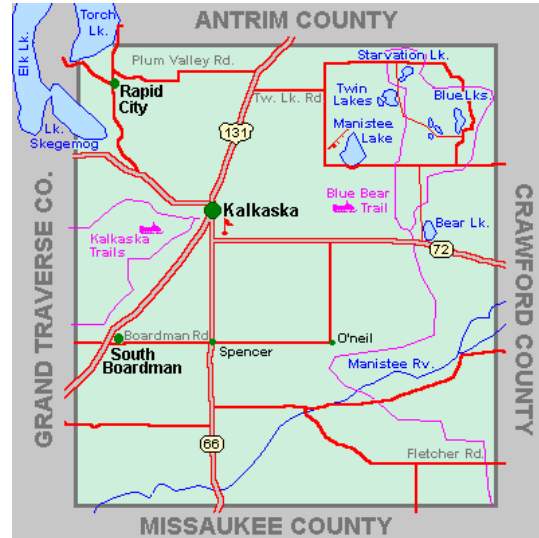 ANTRIM COUNTY
Torch
Lk.
Elk Lk.
Plum Valley Rd.
Starvation Lk.
Rapid
City
Twin
Lakes
Blue Lks.
Tw. Lk. Rd
Manistee
Lake
131
Lk.
Skegemog
Kalkaska
Blue Bear
Trail
Kalkaska
Trails
Bear Lk.
72
GRAND TRAVERSE CO.
CRAWFORD COUNTY
Boardman Rd
South
Boardman
Spencer
O'neil
Manistee Rv.
66
Fletcher Rd.
MISSAUKEE COUNTY